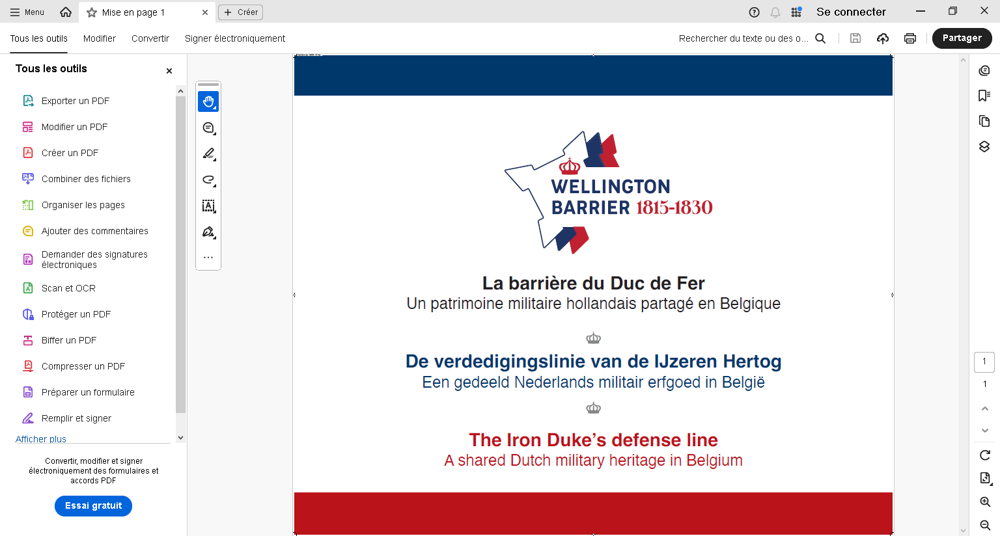 Menu
Mise en page 1
Créer
Se connecter
Tous les outils
Modifier
Convertir
Signer électroniquement
Rechercher du texte ou des o...
Partager
Tous les outils
Exporter un PDF
Modifier un PDF
Créer un PDF
Combiner des fichiers
Organiser les pages
Ajouter des commentaires
Demander des signatures
électroniques
Scan et OCR
Protéger un PDF
Biffer un PDF
Compresser un PDF
Préparer un formulaire
Remplir et signer
Afficher plus
Convertir, modifier et signer
électroniquement des formulaires et
accords PDF
Essai gratuit
WELLINGTON
BARRIER 1815-1830
La barrière du Duc de Fer
Un patrimoine militaire hollandais partagé en Belgique
De verdedigingslinie van de IJzeren Hertog
Een gedeeld Nederlands militair erfgoed in België
The Iron Duke’s defense line
A shared Dutch military heritage in Belgium
1
1